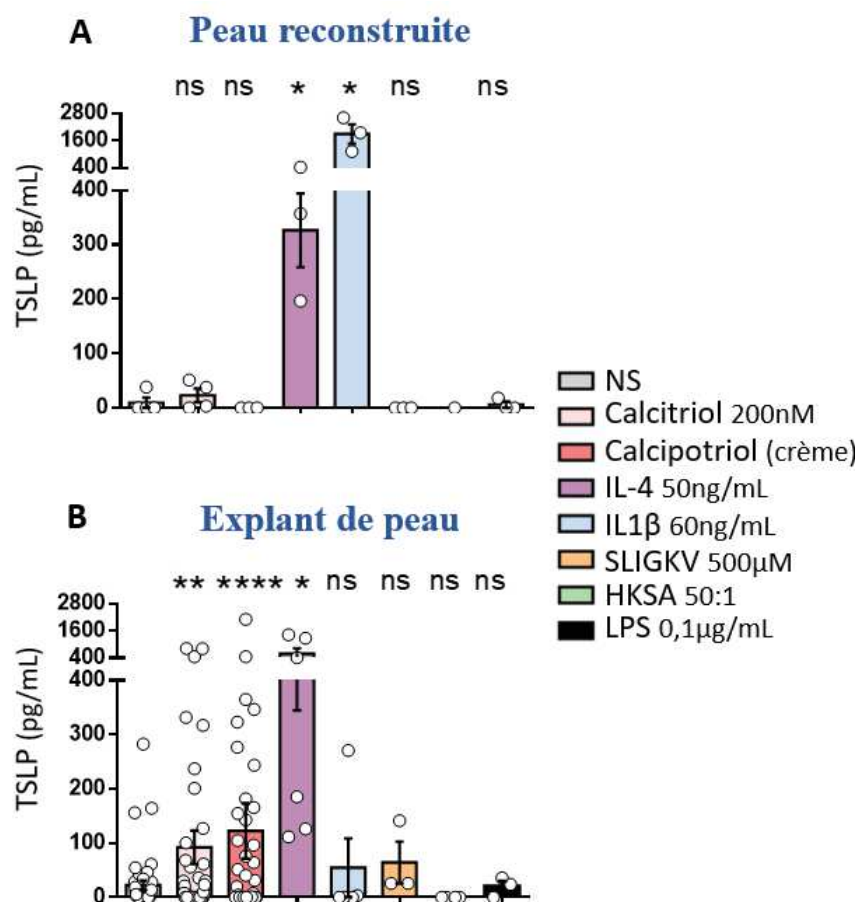 A Peau reconstruite
ns ns * * ns ns
2800
1600
400
400
300
200
100
0
TSLP (pg/mL)
NS
Calcitriol 200nM
Calcipotriol (crème)
IL-4 50ng/mL
IL1β 60ng/mL
SLIGKV 500µM
HKSA 50:1
LPS 0,1µg/mL
B Explant de peau
** **** * ns ns ns ns
2800
1600
400
400
300
200
100
0
TSLP (pg/mL)